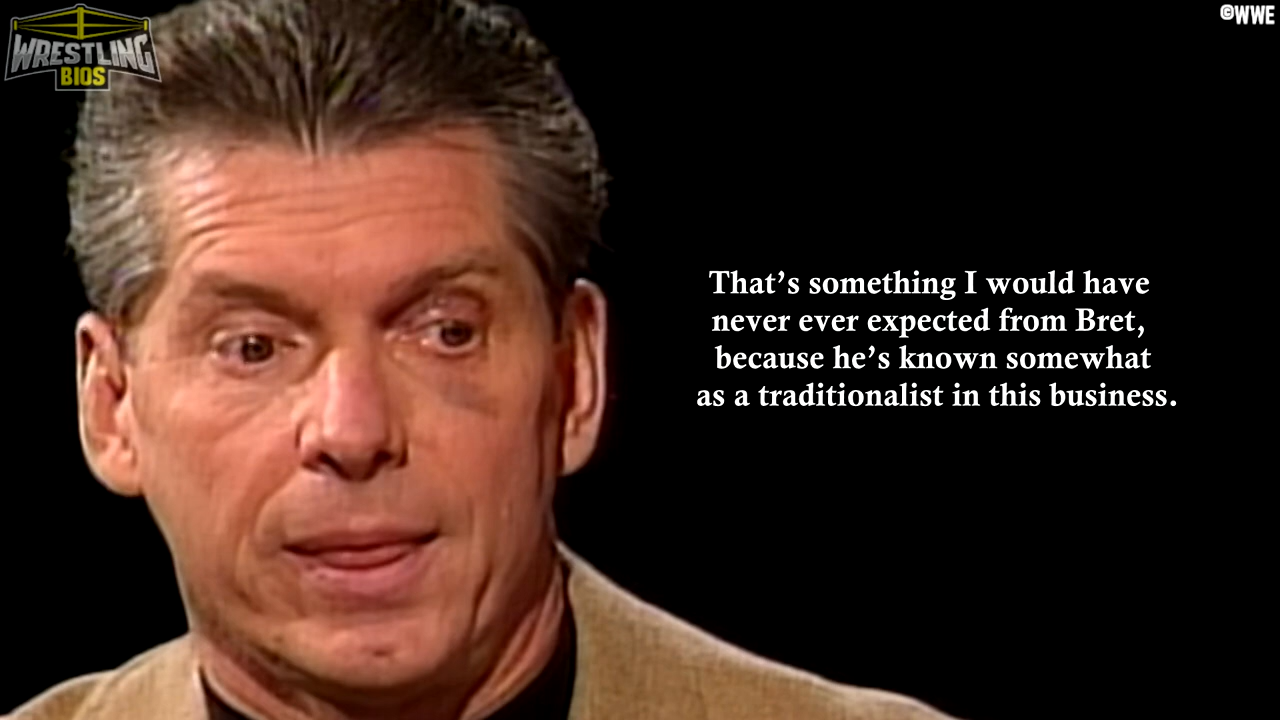 WRESTLING
BIOS
©WWE
That’s something I would have
never ever expected from Bret,
because he’s known somewhat
as a traditionalist in this business.